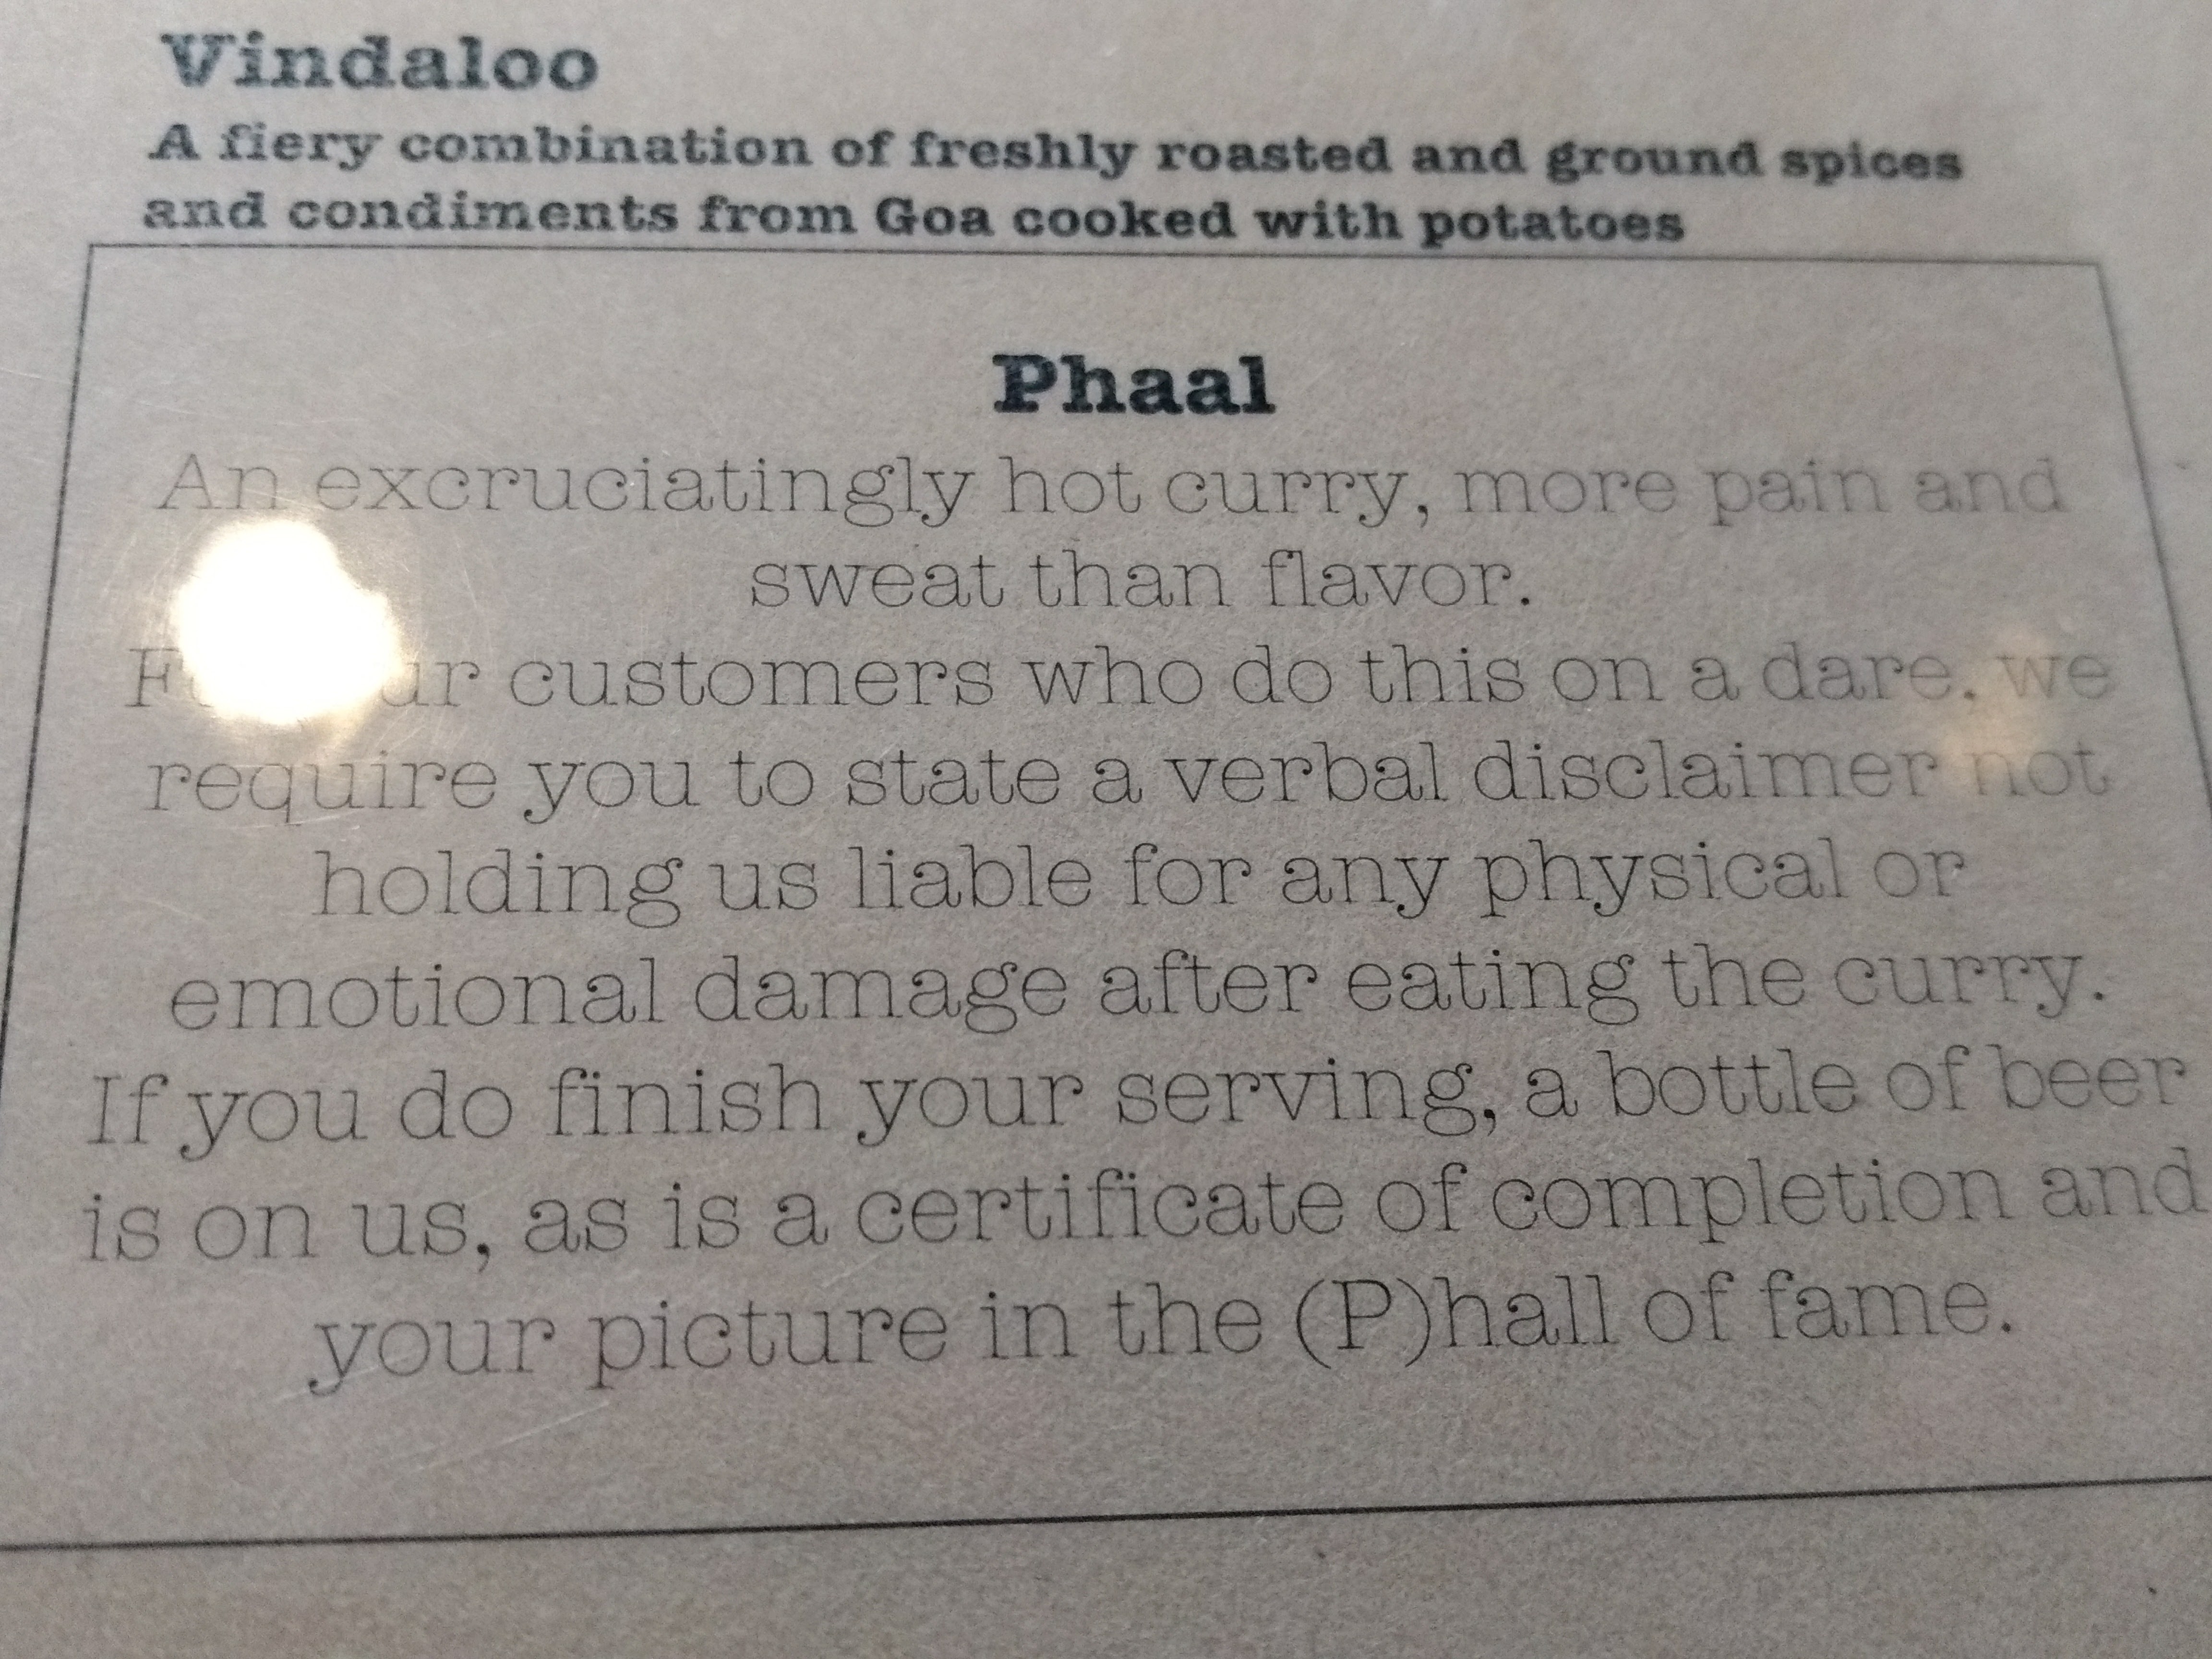 Vindaloo
A fiery combination of freshly roasted and ground spices
and condiments from Goa cooked with potatoes
Phaal
An excruciatingly hot curry, more pain and
sweat than flavor.
customers who do this on a dare, we
require you to state a verbal disclaimer not
holding us liable for any physical or
emotional damage after eating the curry.
If you do finish your serving, a bottle of beer
is on us, as is a certificate of completion and
your picture in the (P)hall of fame.